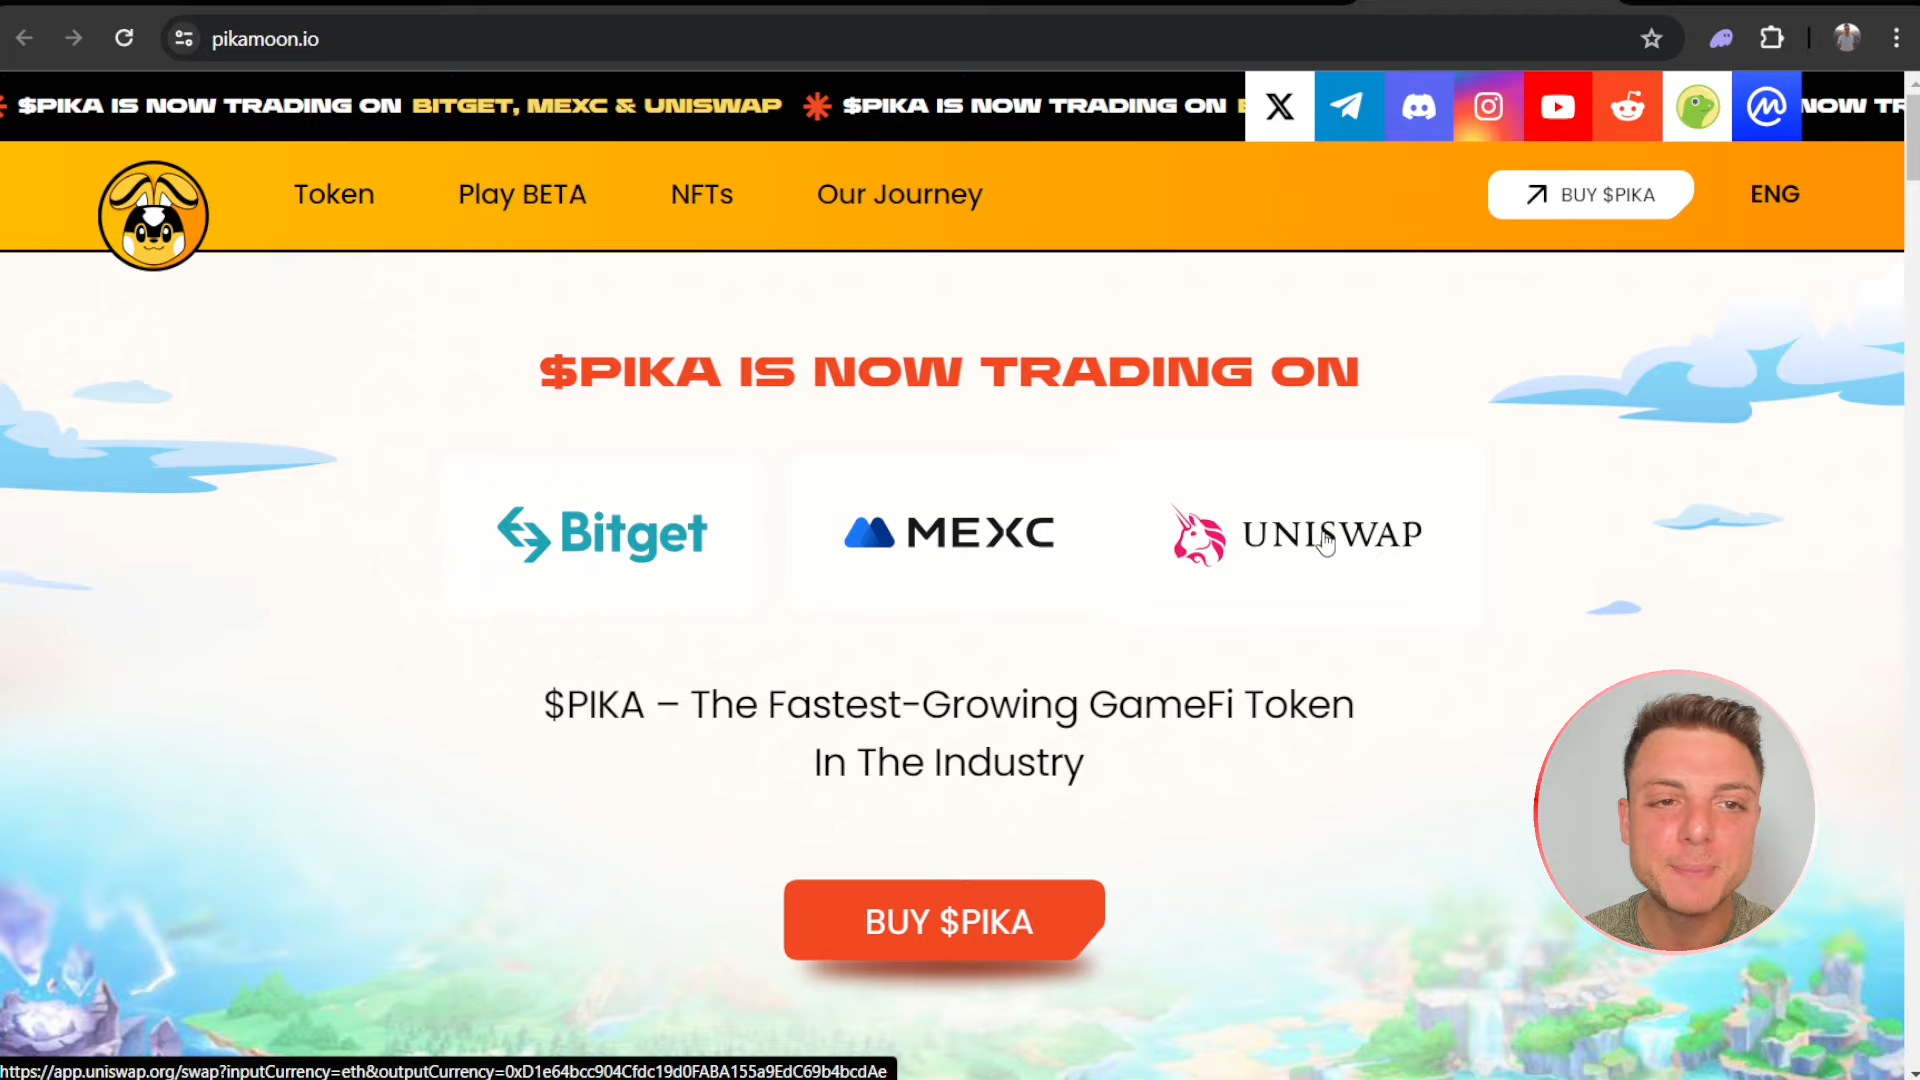 pikamoon.io
$PIKA IS NOW TRADING ON BITGET, MEXC & UNISWAP $PIKA IS NOW TRADING ON NOW TR
Token Play BETA NFTs Our Journey BUY $PIKA ENG
$PIKA IS NOW TRADING ON
Bitget MEXC UNISWAP
$PIKA – The Fastest-Growing GameFi Token
In The Industry
BUY $PIKA
https://app.uniswap.org/swap?inputCurrency=eth&outputCurrency=0xD1e64bcc904Cfdc19d0FABA155a9EdC69b4bcdAe